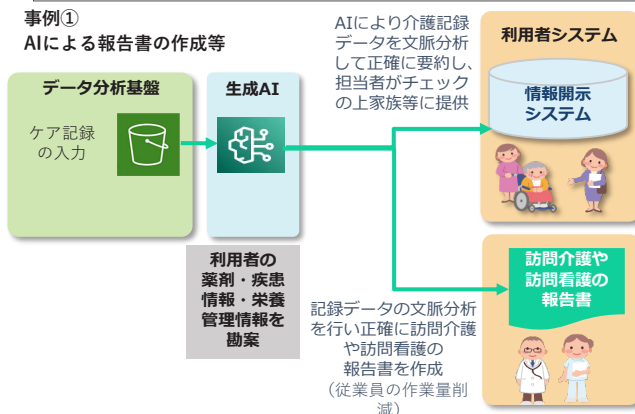 事例①
AIによる報告書の作成等
データ分析基盤
ケア記録
の入力
生成AI
利用者の
薬剤・疾患
情報・栄養
管理情報を
勘案
AIにより介護記録
データを文脈分析
して正確に要約し、
担当者がチェック
の上家族等に提供
利用者システム
情報開示
システム
記録データの文脈分析
を行い正確に訪問介護
や訪問看護の
報告書を作成
（従業員の作業量削
減）
訪問介護や
訪問看護の
報告書